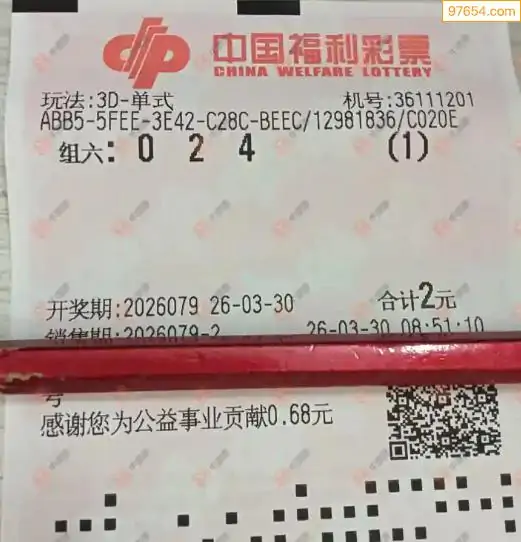 97654.com
中国福利彩票
CHINA WELFARE LOTTERY
玩法:3D-单式 机号:36111201
ABB5-5FEE-3E42-C28C-BEEC/12981836/C020E
组六: 0 2 4 (1)
开奖期:2026079 26-03-30 合计2元
销售期:2026079-2 26-03-30 08:51:10
号
感谢您为公益事业贡献0.68元